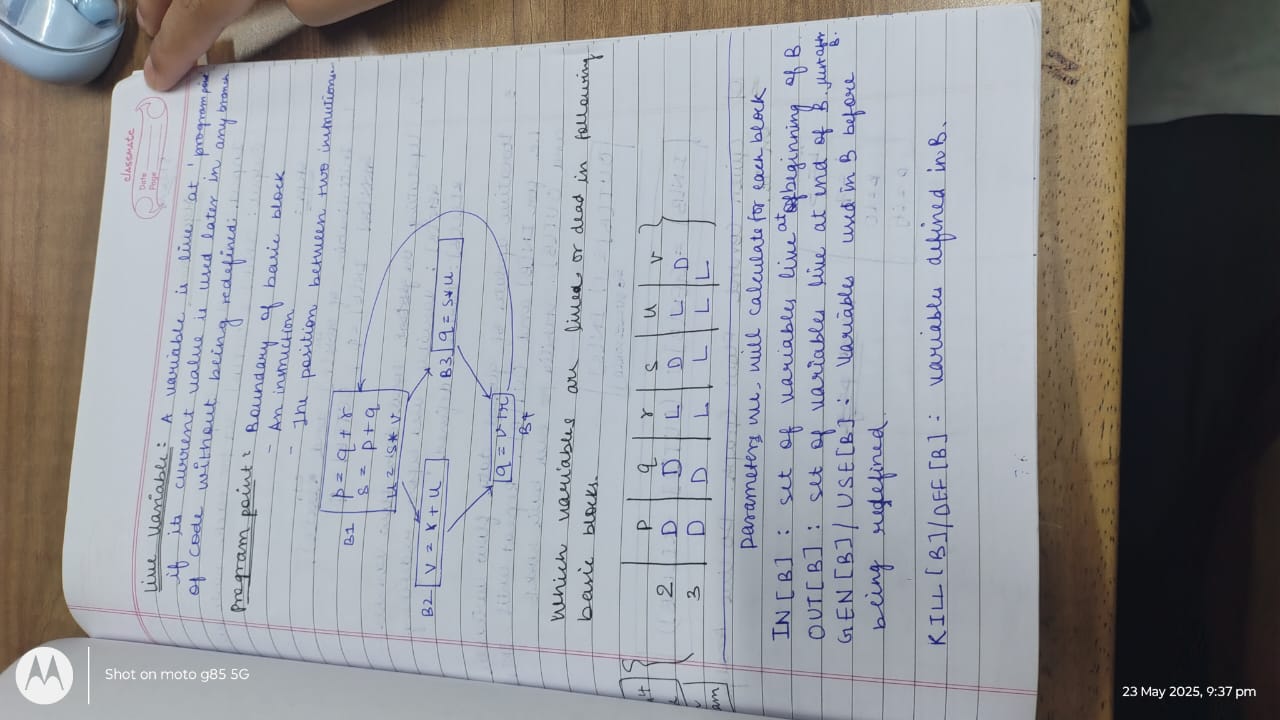 classmate
Date
Page
Live Variable: A variable is live at program point
if its current value is used later in any branch
of code without being redefined.
Program point: Boundary of basic block
- An instruction
- The position between two instructions
B1
p = q + r
s = p + q
u = s * v
B2 v = r + u
B3 q = s * u
q = v + r
B4
Which variables are lived or dead in following
basic blocks.
p q r s u v
2 D D L D L D
3 D D L L L L
am
Parameters we will calculate for each block
IN [B] : set of variables live at beginning of B
OUT [B] : set of variables live at end of B. just after B.
GEN [B] / USE [B] : Variables used in B before
being redefined.
KILL [B] / DEF [B] : variables defined in B.
Shot on moto g85 5G
23 May 2025, 9:37 pm